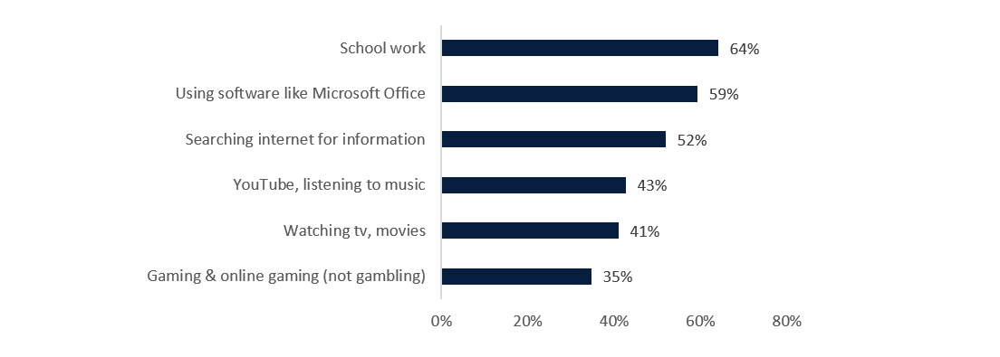 School work 64%
Using software like Microsoft Office 59%
Searching internet for information 52%
YouTube, listening to music 43%
Watching tv, movies 41%
Gaming & online gaming (not gambling) 35%
0% 20% 40% 60% 80%